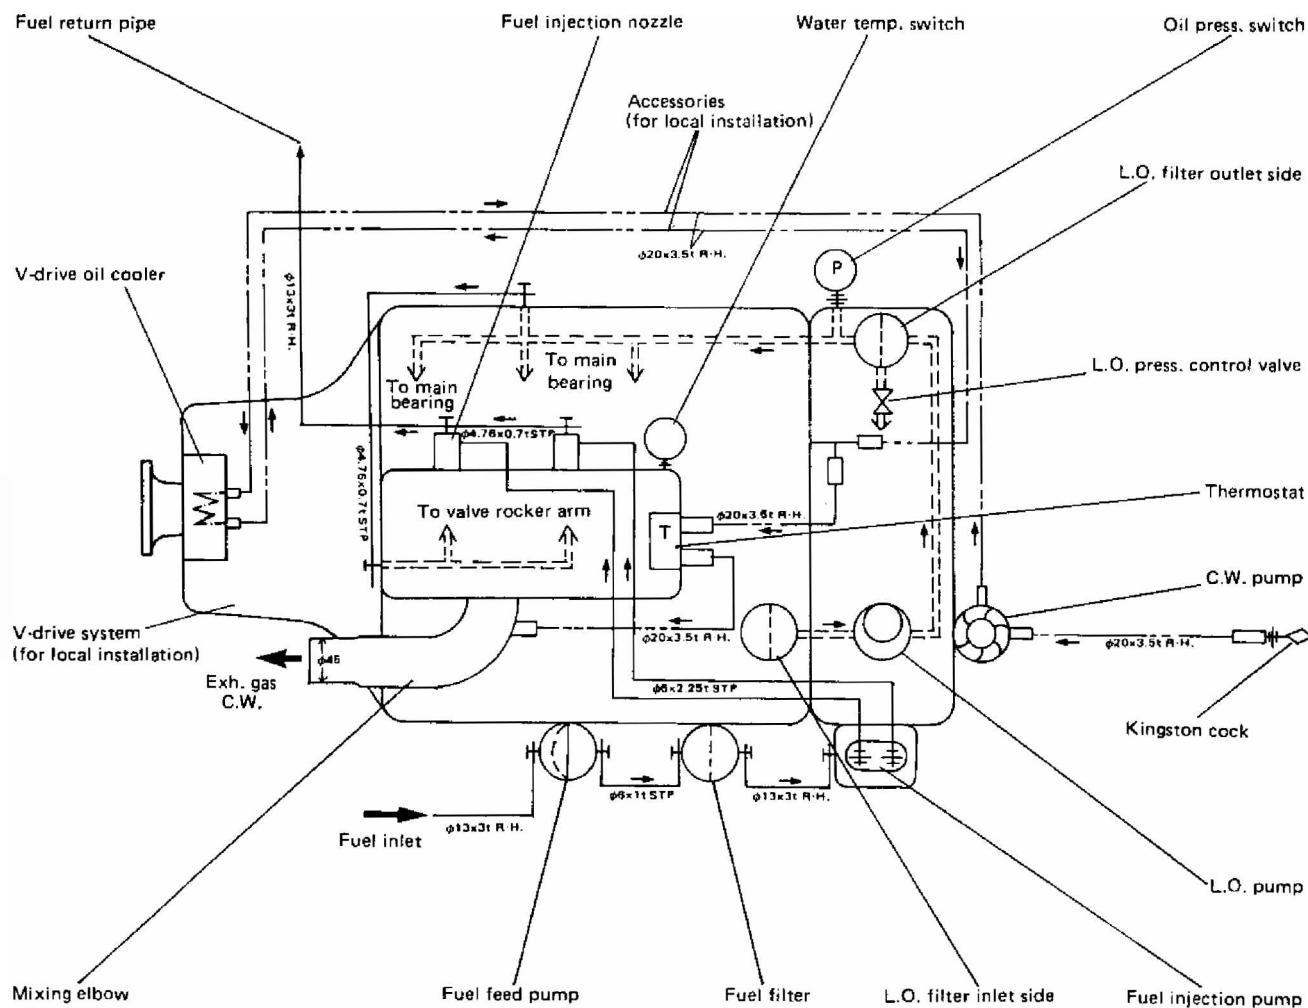 Fuel return pipe
Fuel injection nozzle
Water temp. switch
Oil press. switch
Accessories
(for local installation)
L.O. filter outlet side
φ20x3.5t R·H.
P
V-drive oil cooler
φ13x3t R·H.
To main
bearing
To main
bearing
L.O. press. control valve
φ4.76x0.7t STP
φ4.76x0.7t STP
To valve rocker arm
φ20x3.5t R·H.
T
Thermostat
C.W. pump
V-drive system
(for local installation)
φ45
φ20x3.5t R·H.
φ20x3.5t R·H.
Exh. gas
C.W.
φ6x2.25t STP
Kingston cock
φ6x1t STP
φ13x3t R·H.
Fuel inlet
φ13x3t R·H.
L.O. pump
Mixing elbow
Fuel feed pump
Fuel filter
L.O. filter inlet side
Fuel injection pump